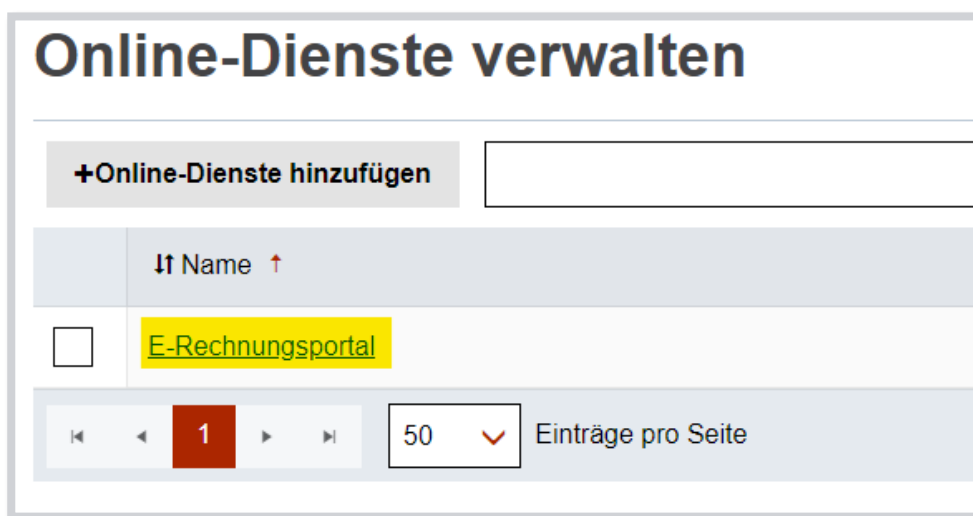 Online-Dienste verwalten
+Online-Dienste hinzufügen
Name
E-Rechnungsportal
1
50
Einträge pro Seite